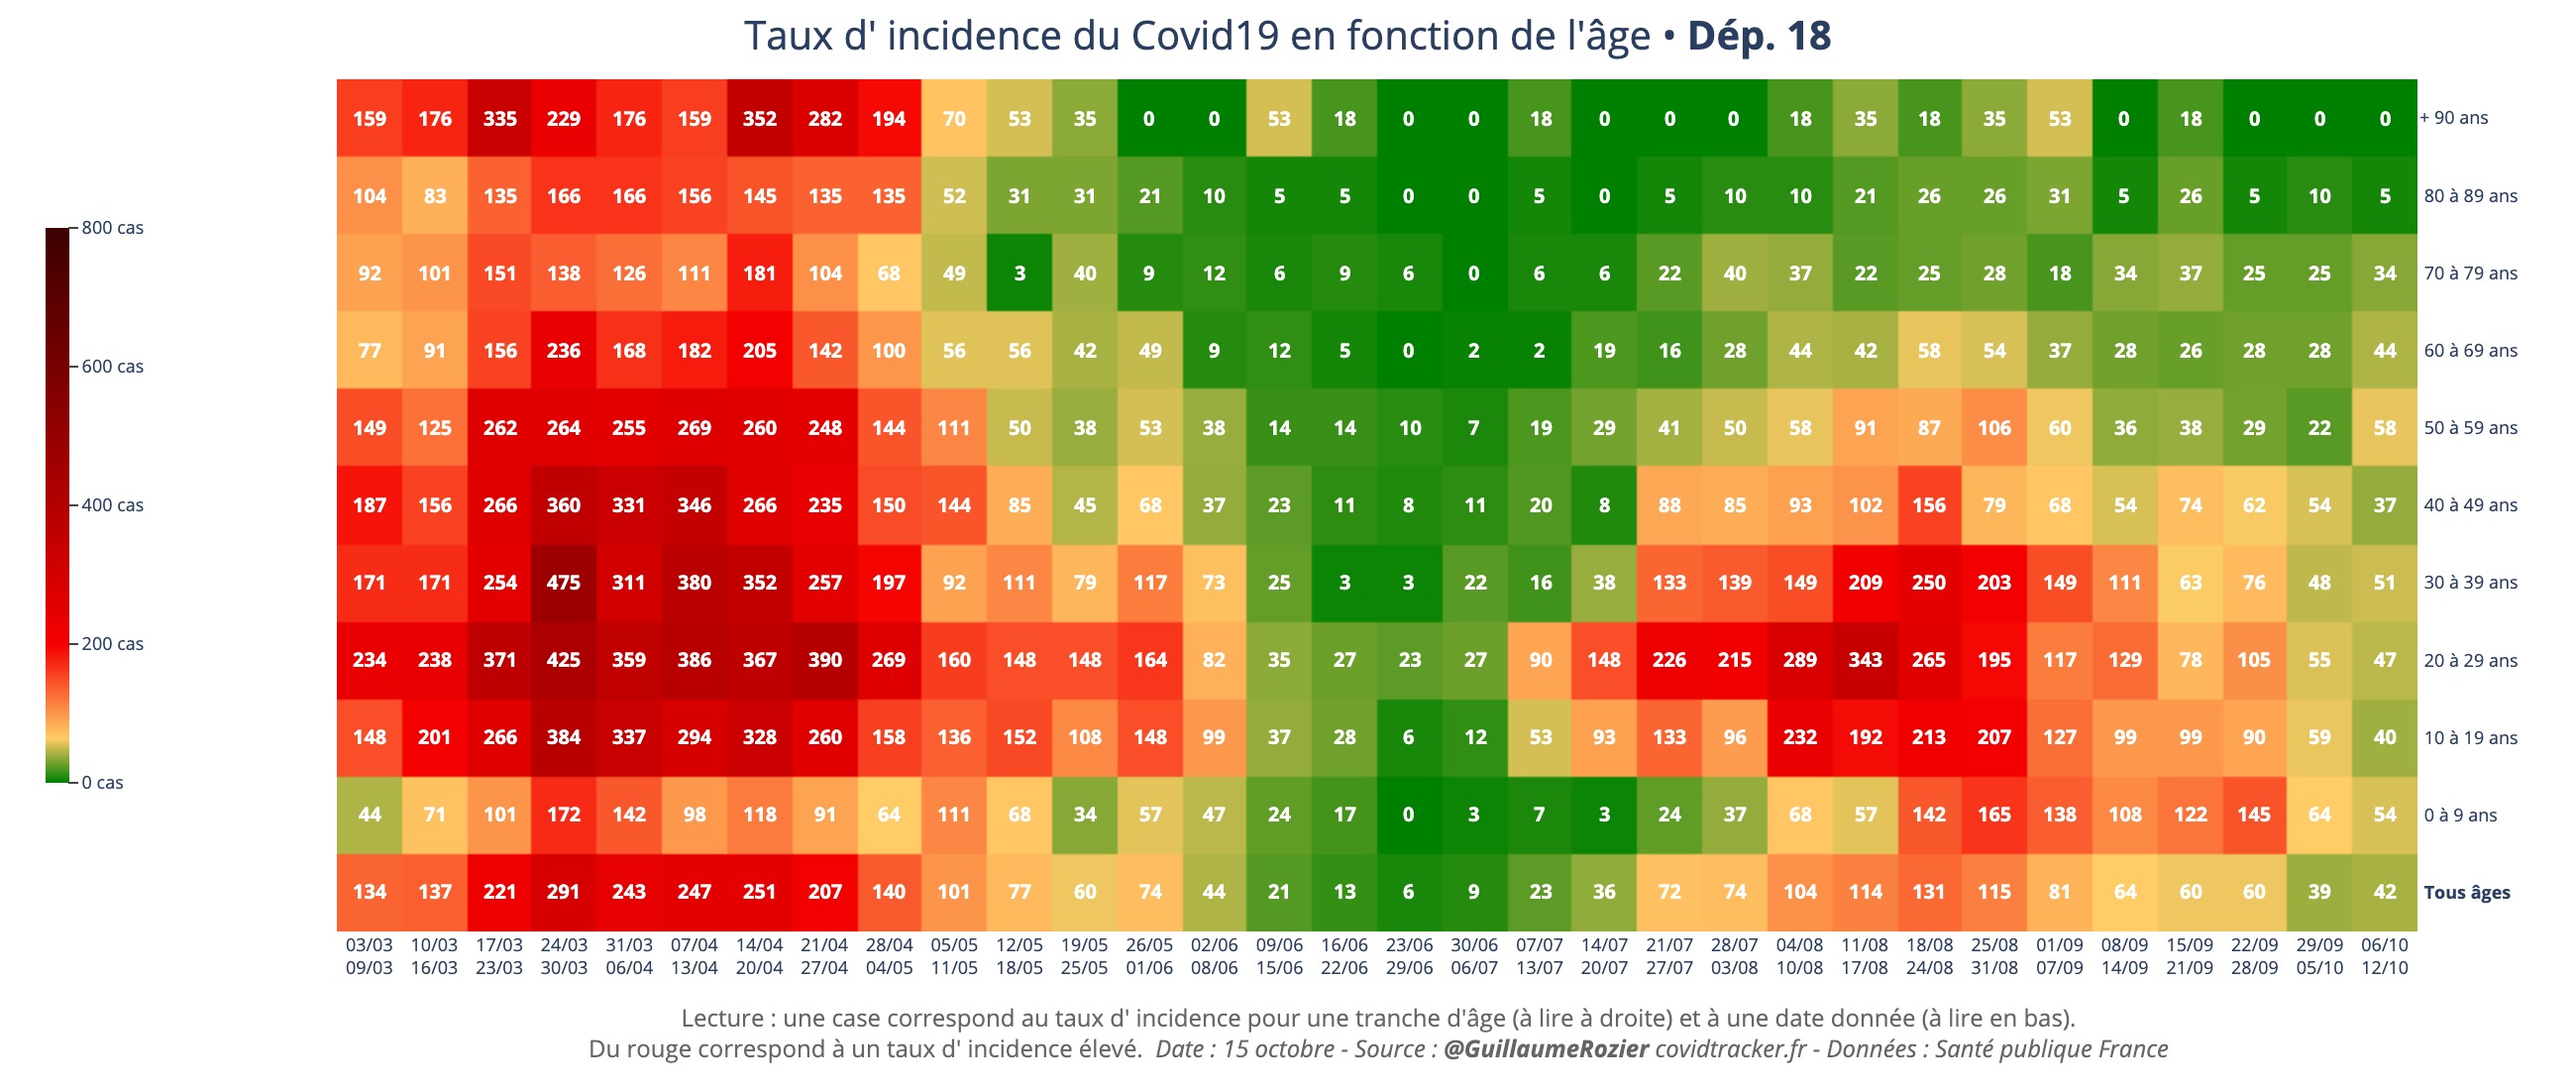 Taux d' incidence du Covid19 en fonction de l'âge • Dép. 18
800 cas
600 cas
400 cas
200 cas
0 cas
159 176 335 229 176 159 352 282 194 70 53 35 0 0 53 18 0 0 18 0 0 0 18 35 18 35 53 0 18 0 0 0 + 90 ans
104 83 135 166 166 156 145 135 135 52 31 31 21 10 5 5 0 0 5 0 5 10 10 21 26 26 31 5 26 5 10 5 80 à 89 ans
92 101 151 138 126 111 181 104 68 49 3 40 9 12 6 9 6 0 6 6 22 40 37 22 25 28 18 34 37 25 25 34 70 à 79 ans
77 91 156 236 168 182 205 142 100 56 56 42 49 9 12 5 0 2 2 19 16 28 44 42 58 54 37 28 26 28 28 44 60 à 69 ans
149 125 262 264 255 269 260 248 144 111 50 38 53 38 14 14 10 7 19 29 41 50 58 91 87 106 60 36 38 29 22 58 50 à 59 ans
187 156 266 360 331 346 266 235 150 144 85 45 68 37 23 11 8 11 20 8 88 85 93 102 156 79 68 54 74 62 54 37 40 à 49 ans
171 171 254 475 311 380 352 257 197 92 111 79 117 73 25 3 3 22 16 38 133 139 149 209 250 203 149 111 63 76 48 51 30 à 39 ans
234 238 371 425 359 386 367 390 269 160 148 148 164 82 35 27 23 27 90 148 226 215 289 343 265 195 117 129 78 105 55 47 20 à 29 ans
148 201 266 384 337 294 328 260 158 136 152 108 148 99 37 28 6 12 53 93 133 96 232 192 213 207 127 99 99 90 59 40 10 à 19 ans
44 71 101 172 142 98 118 91 64 111 68 34 57 47 24 17 0 3 7 3 24 37 68 57 142 165 138 108 122 145 64 54 0 à 9 ans
134 137 221 291 243 247 251 207 140 101 77 60 74 44 21 13 6 9 23 36 72 74 104 114 131 115 81 64 60 60 39 42 Tous âges
03/03 10/03 17/03 24/03 31/03 07/04 14/04 21/04 28/04 05/05 12/05 19/05 26/05 02/06 09/06 16/06 23/06 30/06 07/07 14/07 21/07 28/07 04/08 11/08 18/08 25/08 01/09 08/09 15/09 22/09 29/09 06/10
09/03 16/03 23/03 30/03 06/04 13/04 20/04 27/04 04/05 11/05 18/05 25/05 01/06 08/06 15/06 22/06 29/06 06/07 13/07 20/07 27/07 03/08 10/08 17/08 24/08 31/08 07/09 14/09 21/09 28/09 05/10 12/10
Lecture : une case correspond au taux d' incidence pour une tranche d'âge (à lire à droite) et à une date donnée (à lire en bas).
Du rouge correspond à un taux d' incidence élevé. Date : 15 octobre - Source : @GuillaumeRozier covidtracker.fr - Données : Santé publique France